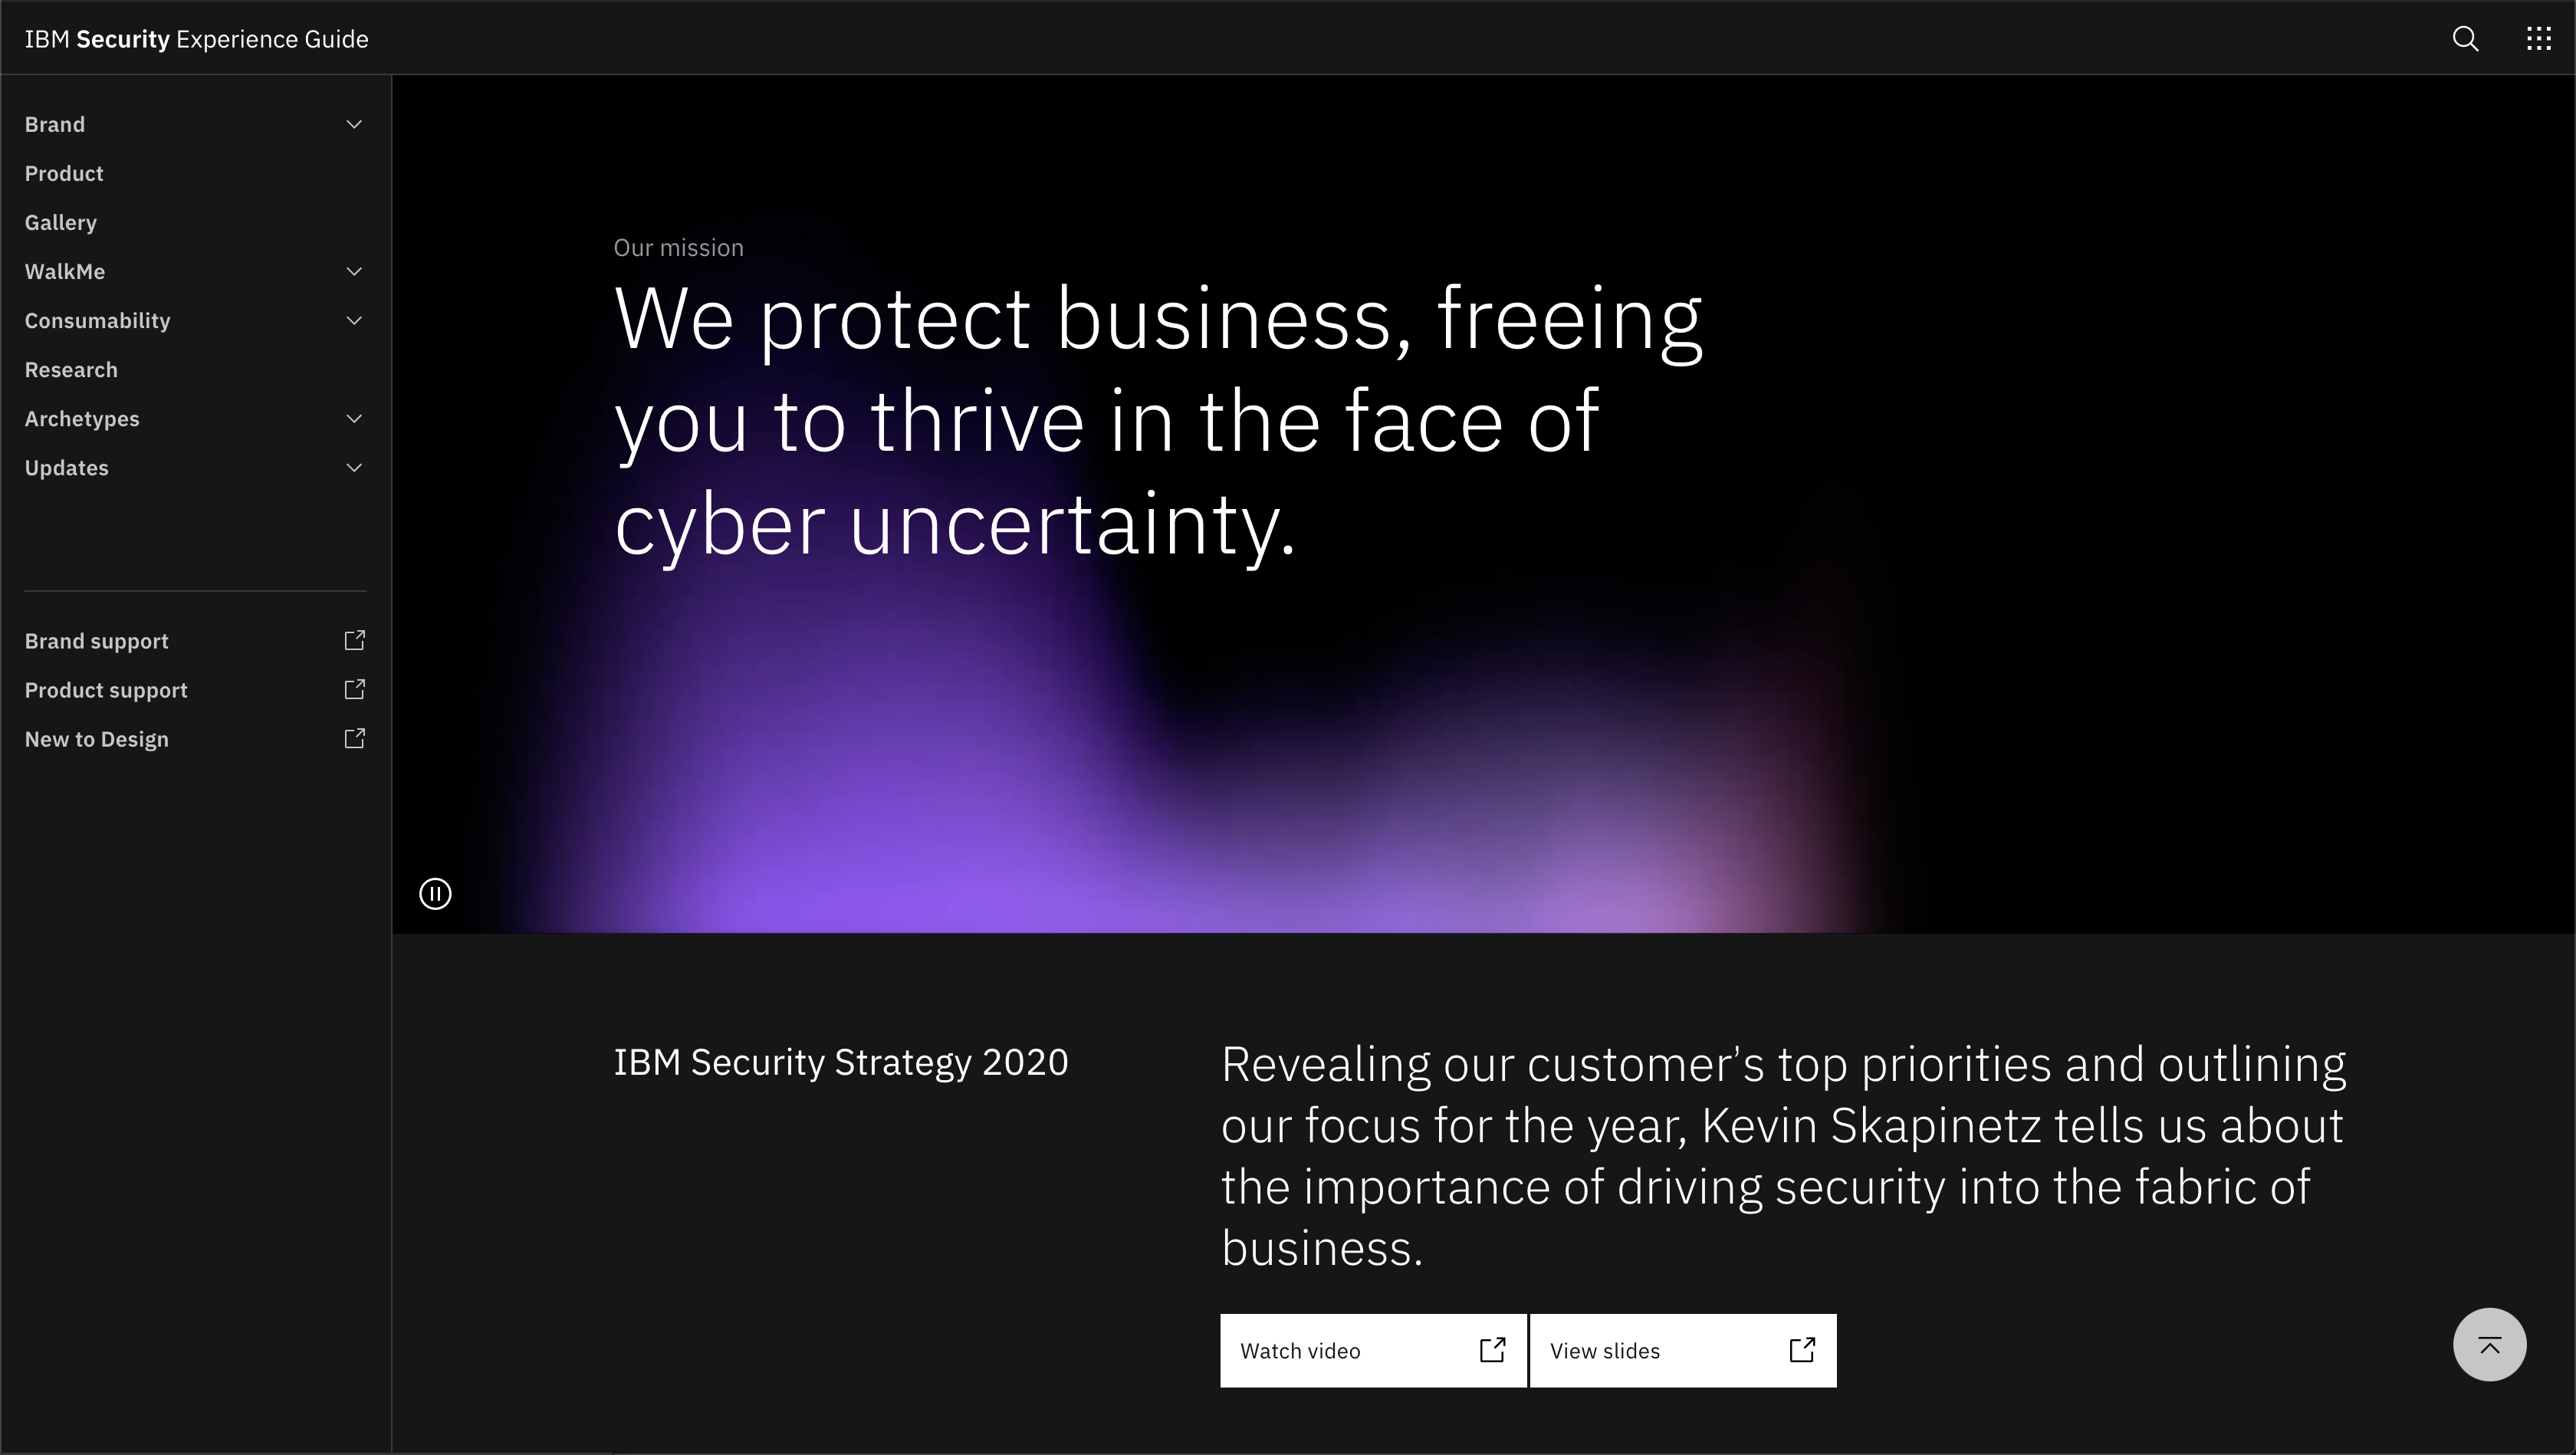 IBM Security Experience Guide
Brand
Product
Gallery
WalkMe
Consumability
Research
Archetypes
Updates
Brand support
Product support
New to Design
Our mission
We protect business, freeing
you to thrive in the face of
cyber uncertainty.
IBM Security Strategy 2020
Revealing our customer’s top priorities and outlining
our focus for the year, Kevin Skapinetz tells us about
the importance of driving security into the fabric of
business.
Watch video
View slides